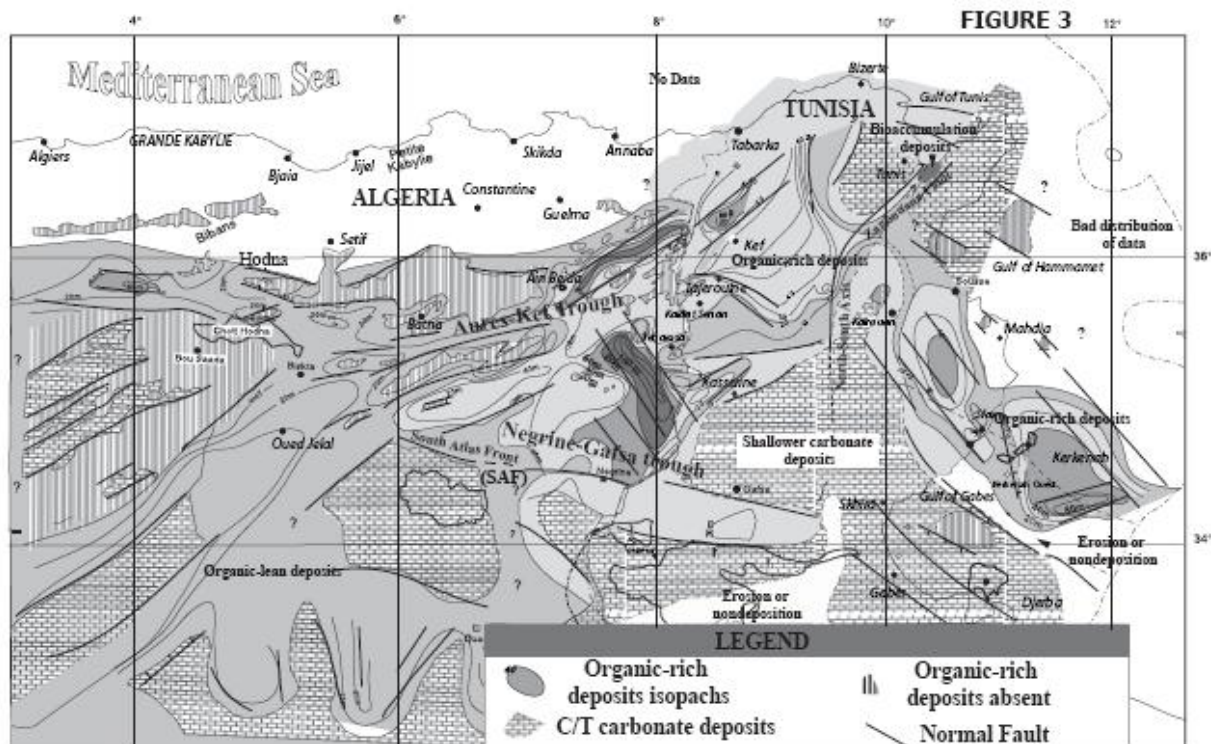 FIGURE 3
4°
6°
8°
10°
12°
Mediterranean Sea
No Data
Bizerte
TUNISIA
Gulf of Tunis
Bioaccumulation
deposits
Algiers
GRANDE KABYLIE
Bjaia
Jijel
Petite
Kabylie
Skikda
Annaba
Tabarka
Tunis
ALGERIA
Constantine
Guelma
?
?
Bibans
Setif
Hodna
Kef
Organic-rich deposits
Bad distribution
of data
36°
Gulf of Hammamet
Ain Beida
Tajerouine
Sousse
Chott Hodna
Batna
Aures-Kef Trough
Kairouan
North-South Axis
Mahdia
?
?
Bou Saada
Biskra
Kasserine
Organic-rich deposits
Oued Jelal
Negrine-Gafsa trough
South Atlas Front
(SAF)
Shallower carbonate
deposits
Kerkenah
Negrine
Gafsa
Skhira
Gulf of Gabes
?
?
?
34°
Erosion or
nondeposition
Organic-lean deposits
?
Gabes
Djerba
Erosion or
nondeposition
LEGEND
Organic-rich
deposits isopachs
Organic-rich
deposits absent
C/T carbonate deposits
Normal Fault